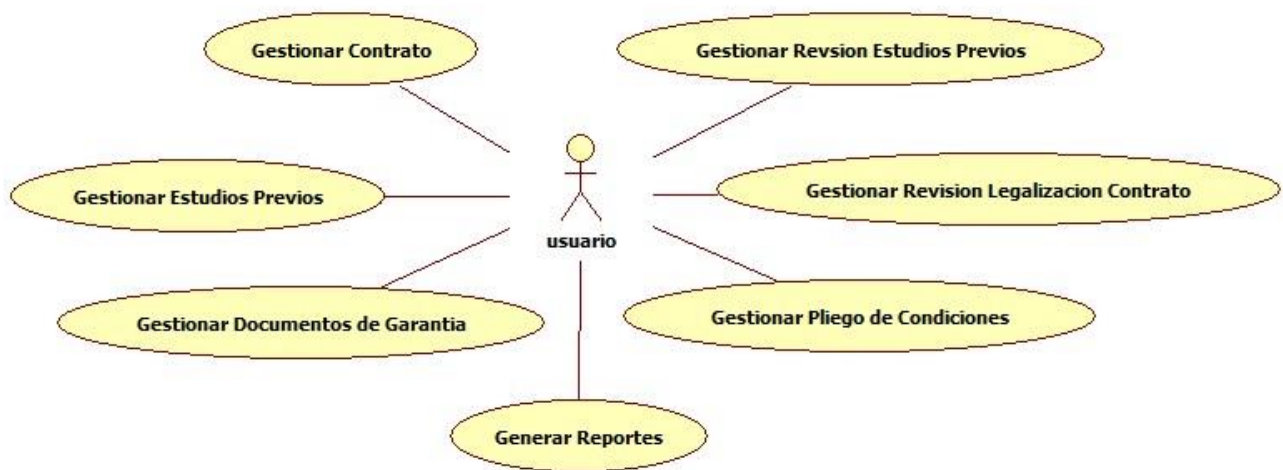 Gestionar Contrato
Gestionar Revsion Estudios Previos
Gestionar Estudios Previos
Gestionar Revision Legalizacion Contrato
usuario
Gestionar Documentos de Garantia
Gestionar Pliego de Condiciones
Generar Reportes